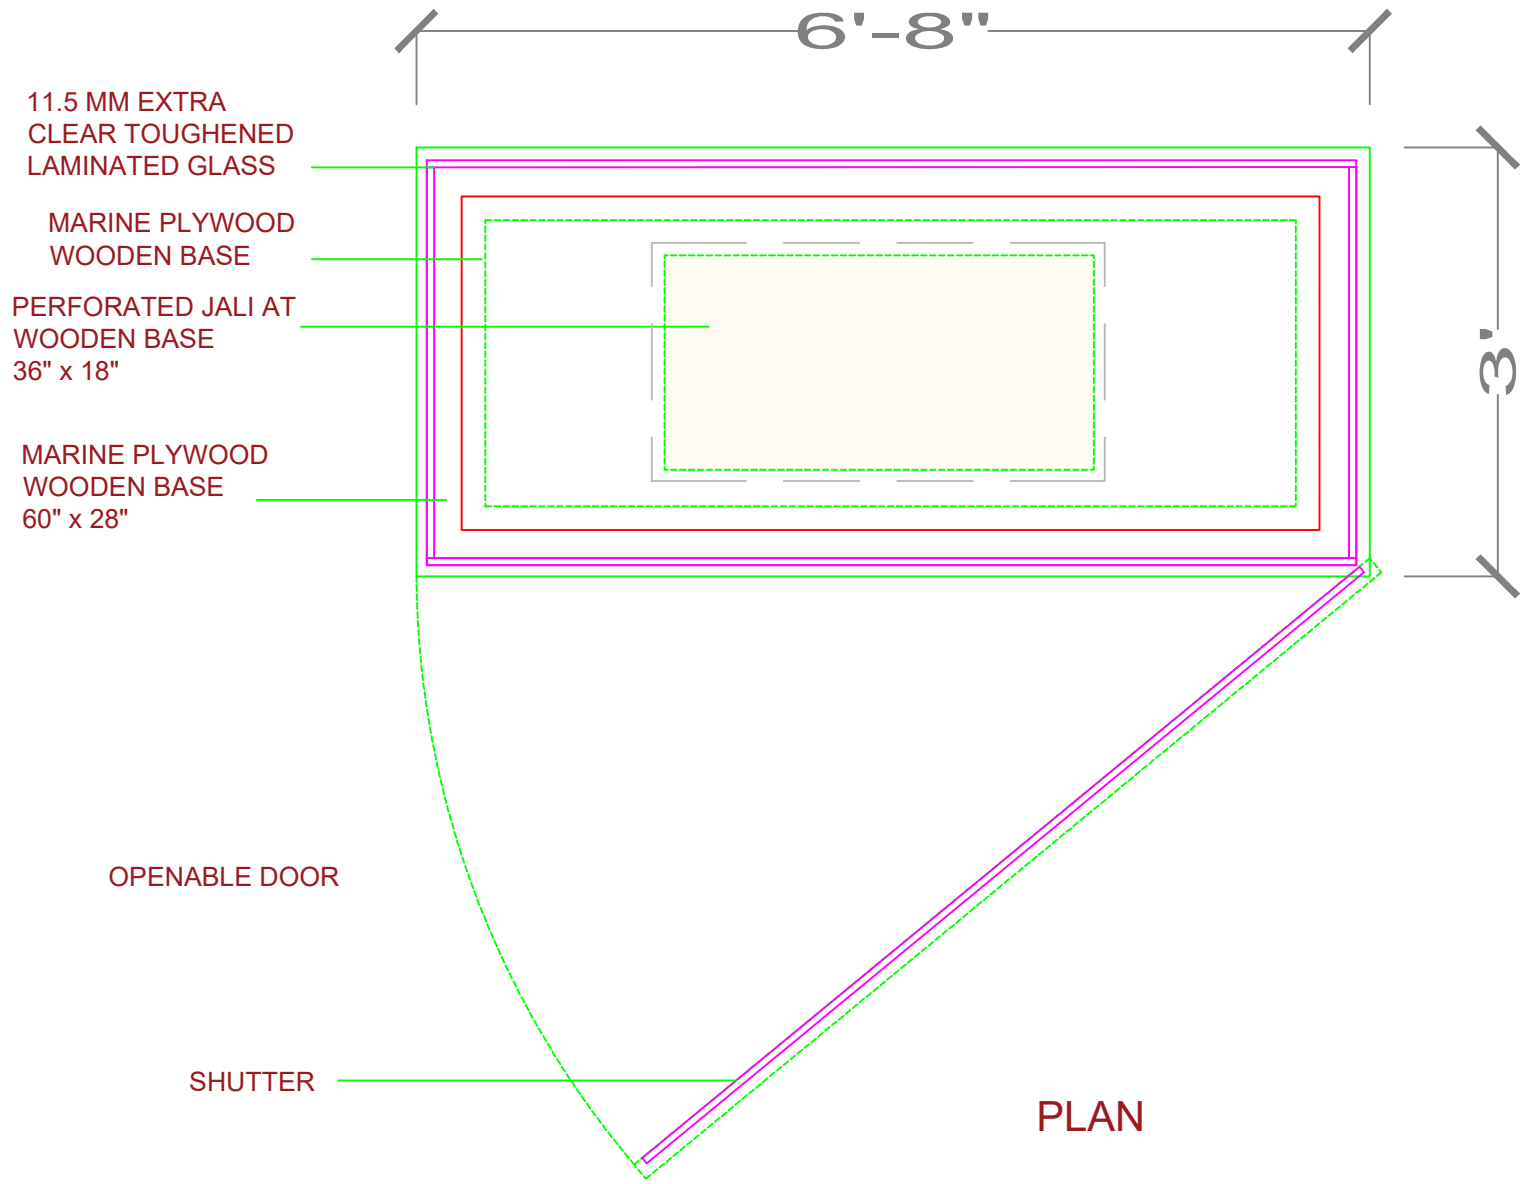 6'-8"
11.5 MM EXTRA
CLEAR TOUGHENED
LAMINATED GLASS
MARINE PLYWOOD
WOODEN BASE
PERFORATED JALI AT
WOODEN BASE
36" x 18"
3'
MARINE PLYWOOD
WOODEN BASE
60" x 28"
OPENABLE DOOR
SHUTTER
PLAN